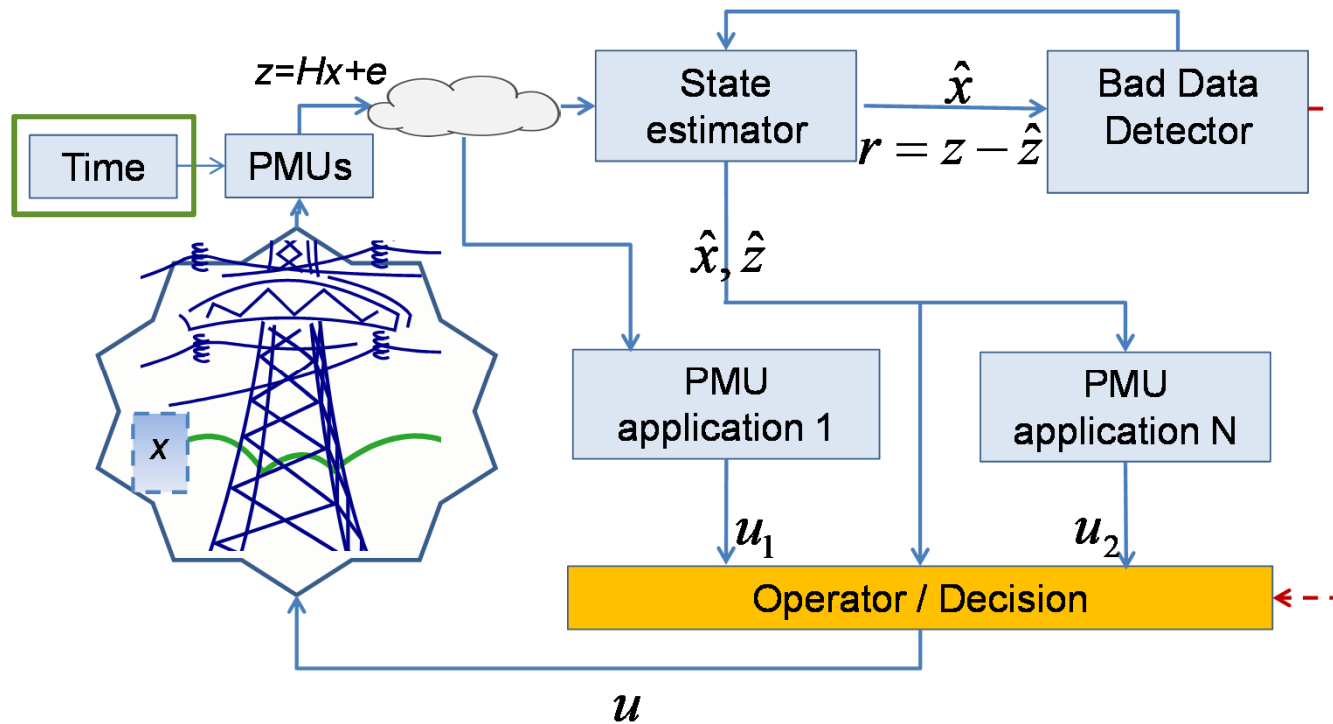 z=Hx+e
Time
PMUs
State
estimator
x̂
r = z − ẑ
Bad Data
Detector
x̂, ẑ
x
PMU
application 1
PMU
application N
u₁
u₂
Operator / Decision
u